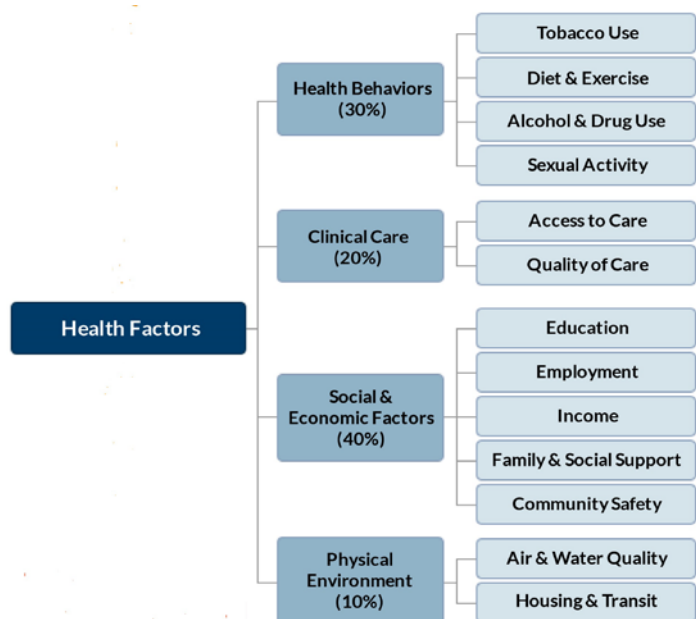 Health Factors
Health Behaviors
(30%)
Tobacco Use
Diet & Exercise
Alcohol & Drug Use
Sexual Activity
Clinical Care
(20%)
Access to Care
Quality of Care
Social &
Economic Factors
(40%)
Education
Employment
Income
Family & Social Support
Community Safety
Physical
Environment
(10%)
Air & Water Quality
Housing & Transit